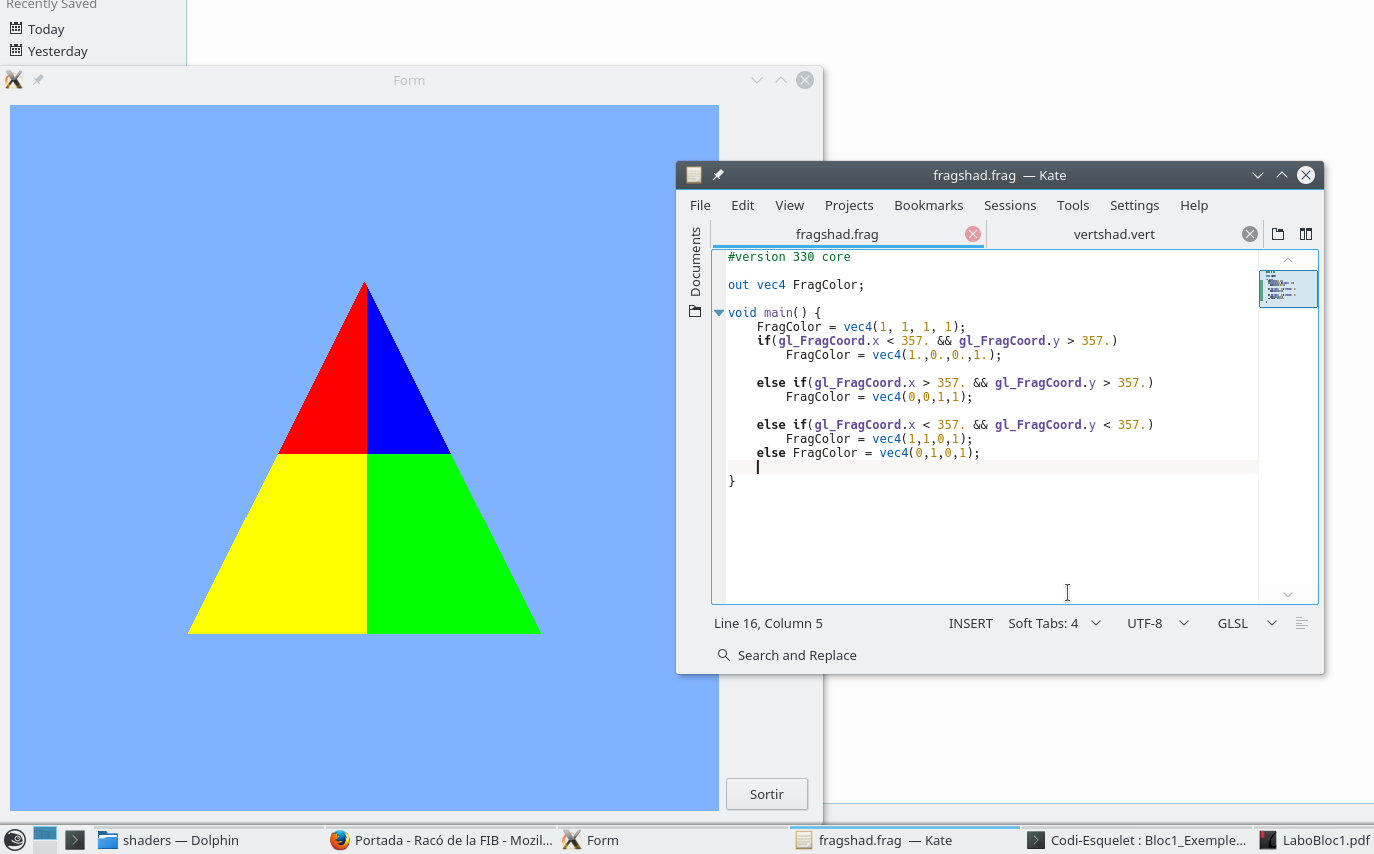 Recently Saved
Today
Yesterday
Form
fragshad.frag — Kate
File Edit View Projects Bookmarks Sessions Tools Settings Help
Documents
fragshad.frag
vertshad.vert
#version 330 core
out vec4 FragColor;
void main() {
FragColor = vec4(1, 1, 1, 1);
if(gl_FragCoord.x < 357. && gl_FragCoord.y > 357.)
FragColor = vec4(1.,0.,0.,1.);
else if(gl_FragCoord.x > 357. && gl_FragCoord.y > 357.)
FragColor = vec4(0,0,1,1);
else if(gl_FragCoord.x < 357. && gl_FragCoord.y < 357.)
FragColor = vec4(1,1,0,1);
else FragColor = vec4(0,1,0,1);
}
Line 16, Column 5
INSERT
Soft Tabs: 4
UTF-8
GLSL
Search and Replace
Sortir
shaders — Dolphin
Portada - Racó de la FIB - Mozil...
Form
fragshad.frag — Kate
Codi-Esquelet : Bloc1_Exemple...
LaboBloc1.pdf